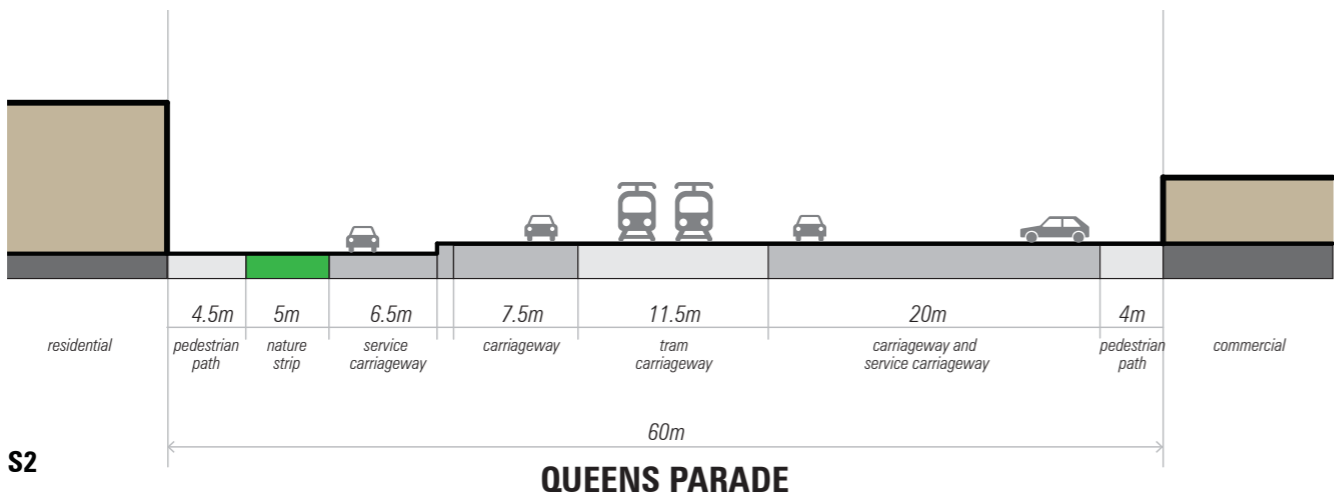 4.5m 5m 6.5m 7.5m 11.5m 20m 4m
residential pedestrian path nature strip service carriageway carriageway tram carriageway carriageway and service carriageway pedestrian path commercial
60m
S2
QUEENS PARADE